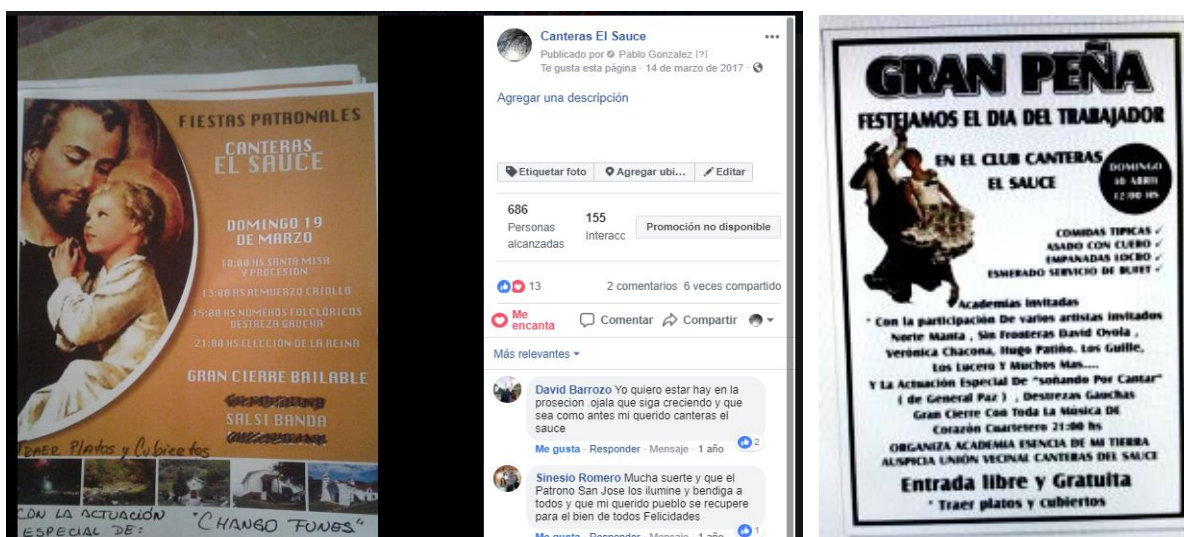 FIESTAS PATRONALES
CANTERAS
EL SAUCE
DOMINGO 19
DE MARZO
10:00 HS SANTA MISA
Y PROCESION
13:00 HS ALMUERZO CRIOLLO
15:00 HS NUMEROS FOLCLORICOS
DESTREZA GAUCHA
21:00 HS ELECCIÓN DE LA REINA
GRAN CIERRE BAILABLE
SALSI BANDA
TRAER Platos y Cubiertos
CON LA ACTUACIÓN
ESPECIAL DE: "CHANGO FUNES"
Canteras El Sauce
Publicado por Pablo Gonzalez [?]
Te gusta esta página · 14 de marzo de 2017 ·
Agregar una descripción
Etiquetar foto Agregar ubi... Editar
686
Personas
alcanzadas
155
Interacc
Promoción no disponible
13 2 comentarios 6 veces compartido
Me
encanta Comentar Compartir
Más relevantes
David Barrozo Yo quiero estar hay en la
prosecion .ojala que siga creciendo y que
sea como antes mi querido canteras el
sauce
Me gusta · Responder · Mensaje · 1 año 2
Sinesio Romero Mucha suerte y que el
Patrono San Jose los ilumine y bendiga a
todos y que mi querido pueblo se recupere
para el bien de todos Felicidades
Me gusta · Responder · Mensaje · 1 año 1
GRAN PEÑA
FESTEJAMOS EL DIA DEL TRABAJADOR
EN EL CLUB CANTERAS
EL SAUCE
DOMINGO
30 ABRIL
12:00 HS
COMIDAS TIPICAS ✓
ASADO CON CUERO ✓
EMPANADAS LOCRO ✓
ESMERADO SERVICIO DE BUFET ✓
Academias invitadas
* Con la participación De varios artistas invitados
Norte Manta , Sin Fronteras David Oyola ,
Verónica Chacona, Hugo Patiño. Los Guille,
Los Lucero Y Muchos Mas....
Y La Actuación Especial De "soñando Por Cantar"
( de General Paz ) , Destrezas Gauchas
Gran Cierre Con Toda La Música DE
Corazón Cuartetero 21:00 hs
ORGANIZA ACADEMIA ESENCIA DE MI TIERRA
AUSPICIA UNIÓN VECINAL CANTERAS DEL SAUCE
Entrada libre y Gratuita
* Traer platos y cubiertos